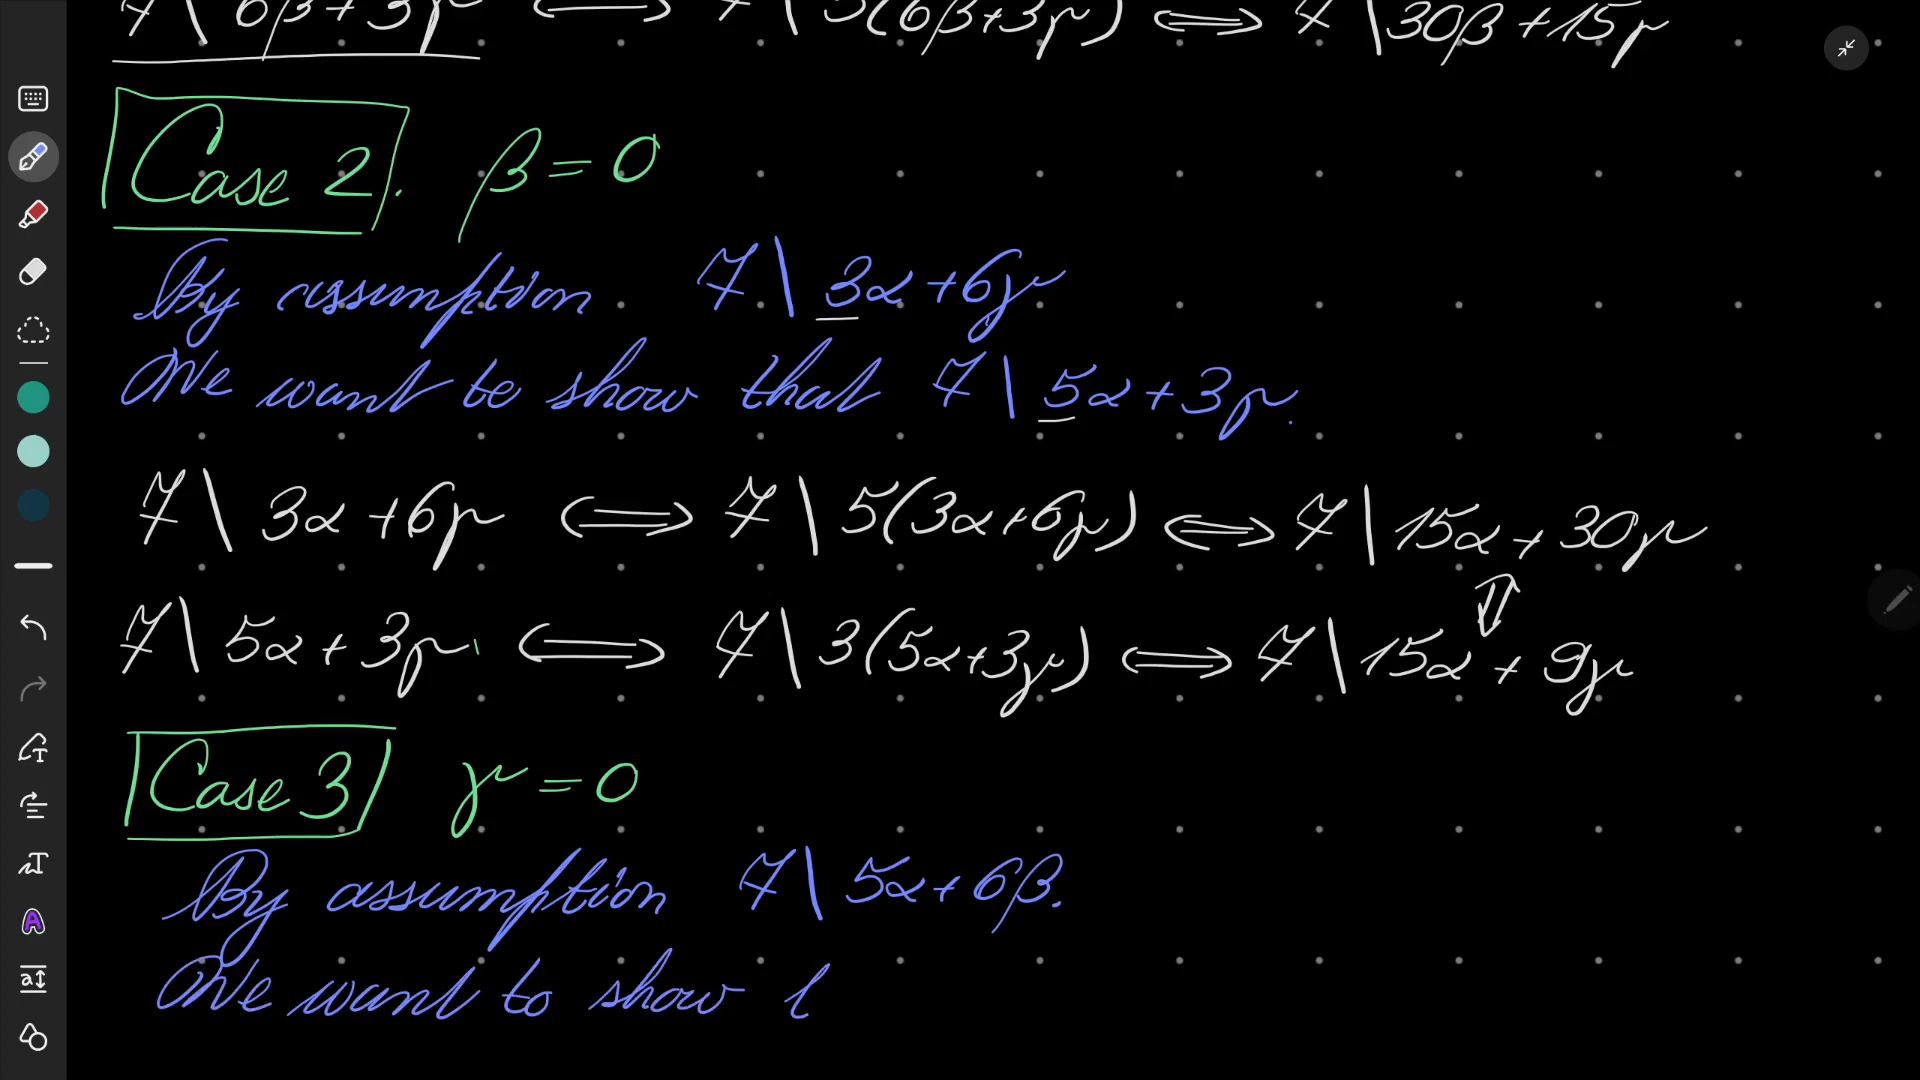 7 \ 6β + 3γ ⟺ 7 \ 5(6β+3γ) ⟺ 7 \ 30β + 15γ
Case 2. β = 0
By assumption 7 \ 3α + 6γ
We want to show that 7 \ 5α + 3γ.
7 \ 3α + 6γ ⟺ 7 \ 5(3α+6γ) ⟺ 7 \ 15α + 30γ
⇕
7 \ 5α + 3γ ⟺ 7 \ 3(5α+3γ) ⟺ 7 \ 15α + 9γ
Case 3 γ = 0
By assumption 7 \ 5α + 6β.
We want to show t